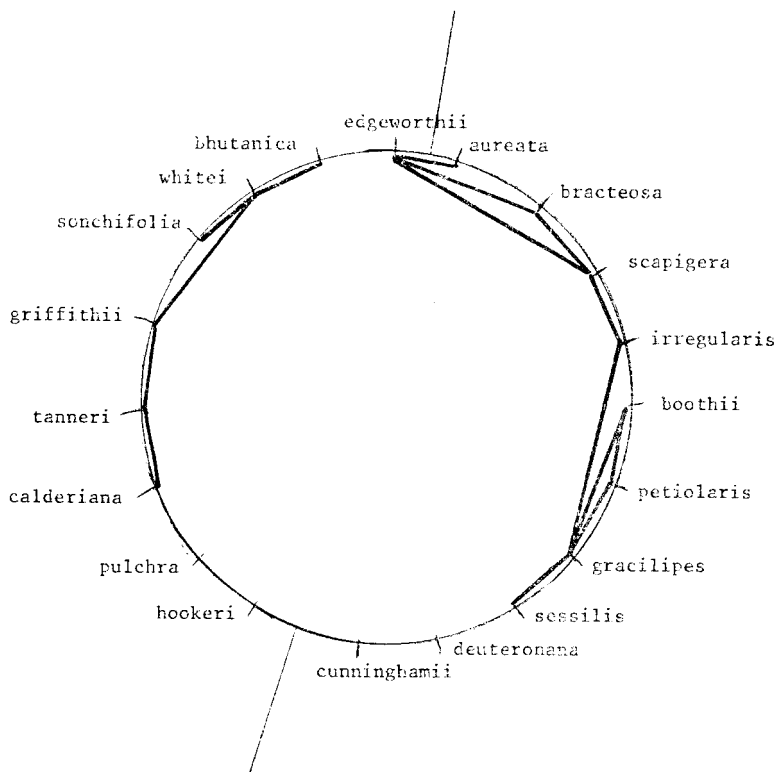 edgeworthii
bhutanica
aureata
whitei
bracteosa
sonchifolia
scapigera
griffithii
irregularis
boothii
tanneri
petiolaris
calderiana
pulchra
gracilipes
hookeri
sessilis
deuteronana
cunninghamii